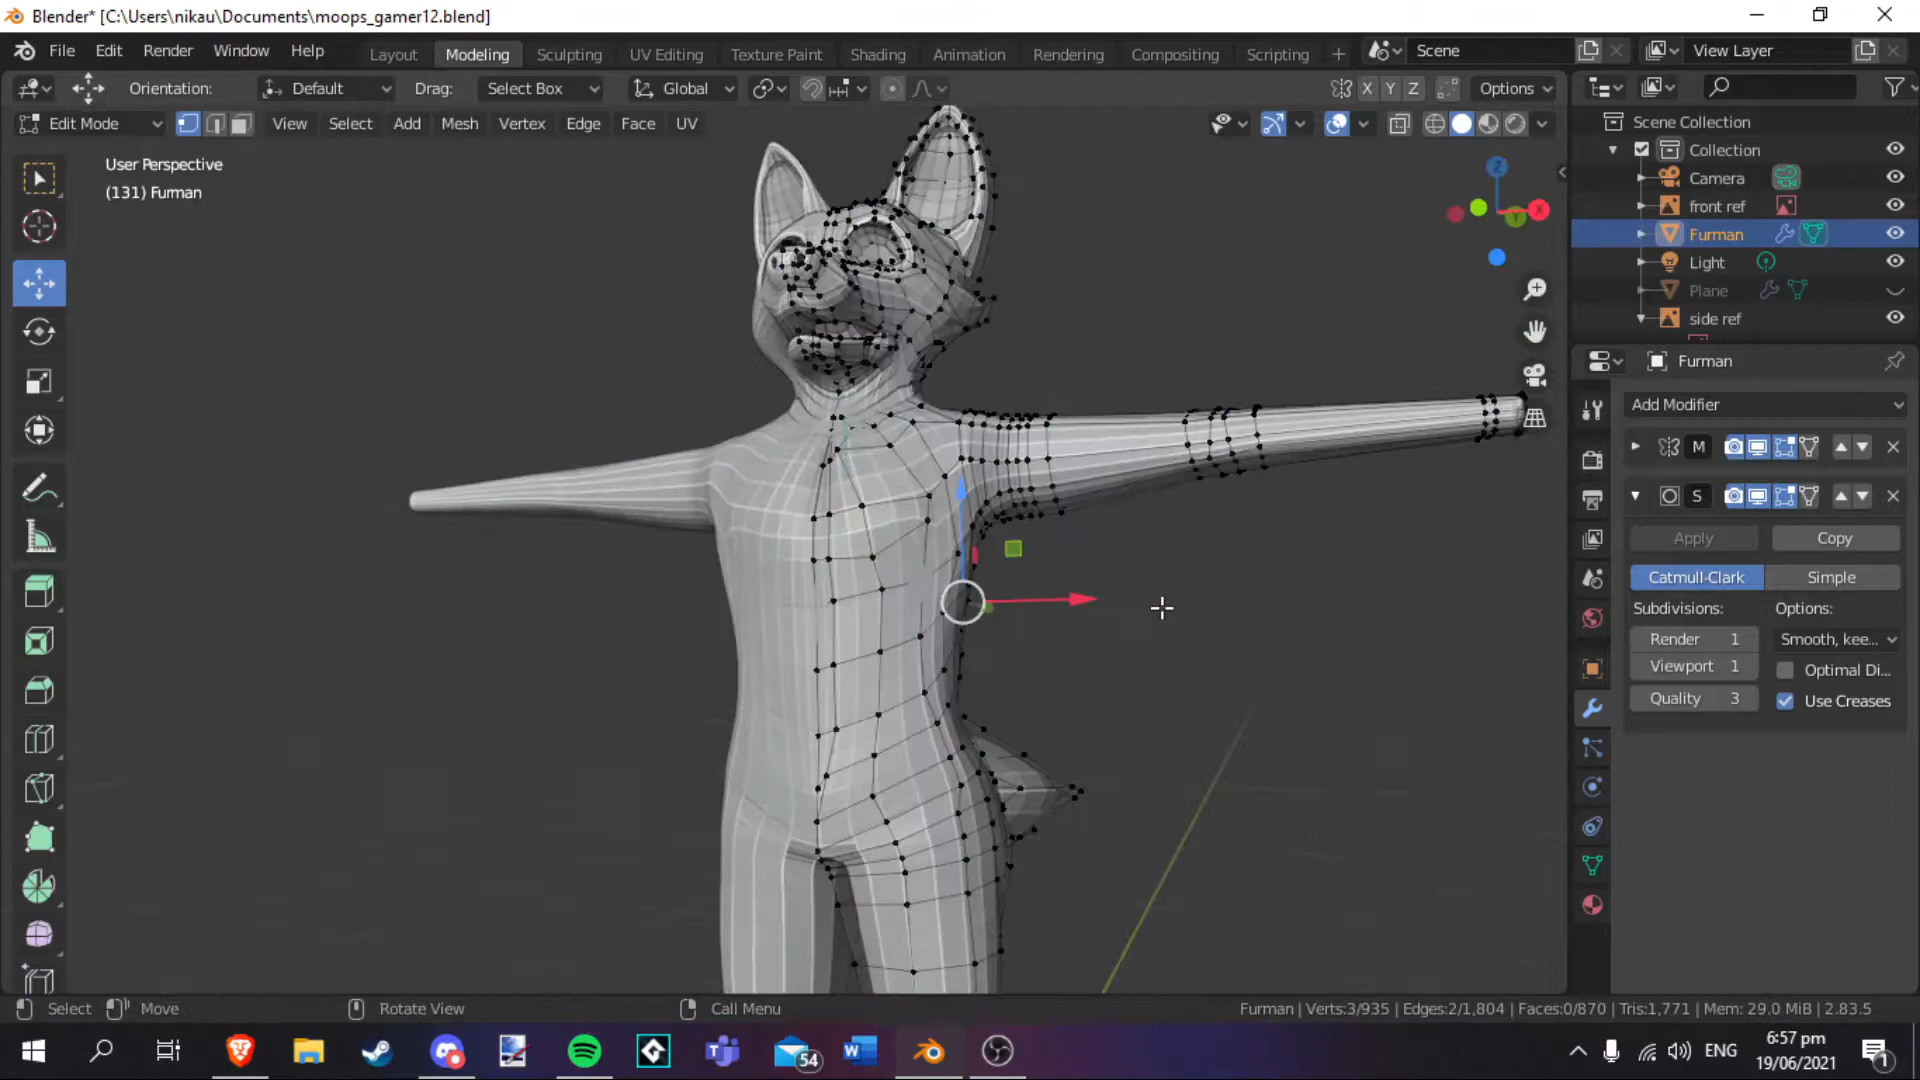 Blender* [C:\Users\nikau\Documents\moops_gamer12.blend]
File Edit Render Window Help Layout Modeling Sculpting UV Editing Texture Paint Shading Animation Rendering Compositing Scripting + Scene View Layer
Orientation: Default Drag: Select Box Global X Y Z Options
Edit Mode View Select Add Mesh Vertex Edge Face UV
User Perspective
(131) Furman
Z
X
Y
Scene Collection
Collection
Camera
front ref
Furman
Light
Plane
side ref
Furman
Add Modifier
M
S
Apply Copy
Catmull-Clark Simple
Subdivisions: Options:
Render 1 Smooth, kee...
Viewport 1 Optimal Di...
Quality 3 Use Creases
Select Move Rotate View Call Menu Furman | Verts:3/935 | Edges:2/1,804 | Faces:0/870 | Tris:1,771 | Mem: 29.0 MiB | 2.83.5
54
ENG
6:57 pm
19/06/2021
1